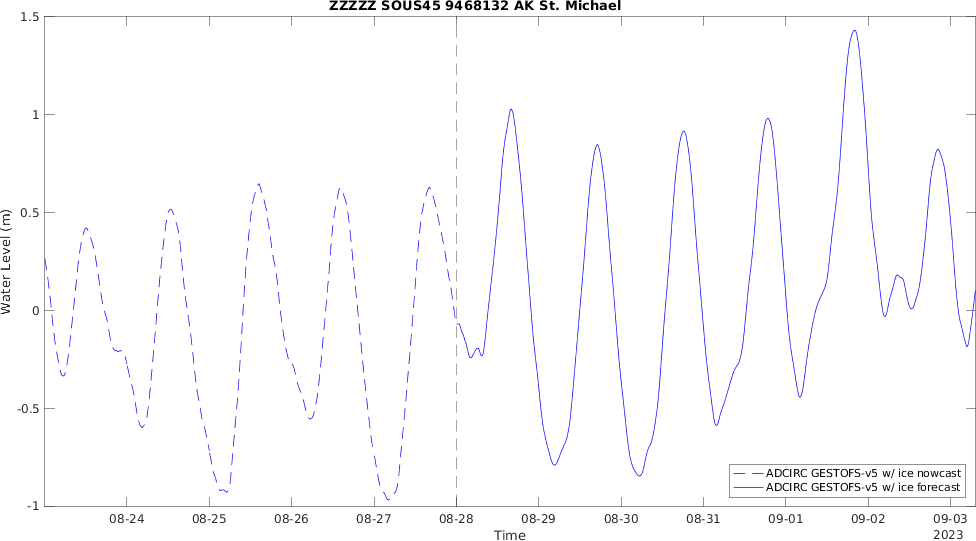 ZZZZZ SOUS45 9468132 AK St. Michael
Water Level (m)
1.5
1
0.5
0
-0.5
-1
08-24 08-25 08-26 08-27 08-28 08-29 08-30 08-31 09-01 09-02 09-03
2023
Time
ADCIRC GESTOFS-v5 w/ ice nowcast
ADCIRC GESTOFS-v5 w/ ice forecast